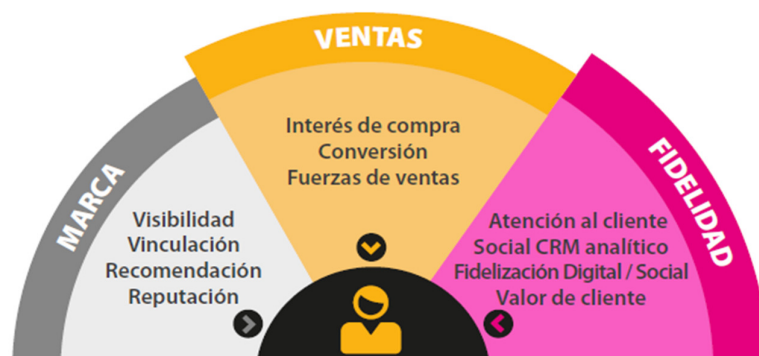 MARCA
Visibilidad
Vinculación
Recomendación
Reputación
VENTAS
Interés de compra
Conversión
Fuerzas de ventas
FIDELIDAD
Atención al cliente
Social CRM analítico
Fidelización Digital / Social
Valor de cliente